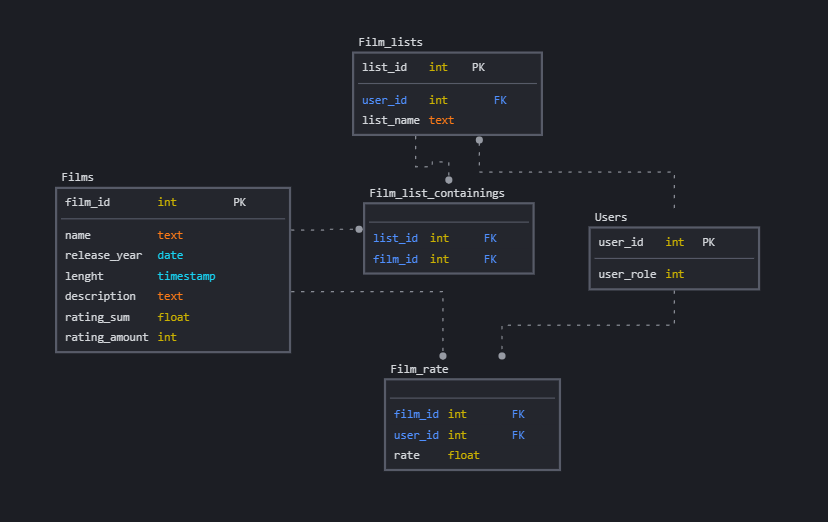 Film_lists
list_id int PK
user_id int FK
list_name text
Films
film_id int PK
name text
release_year date
lenght timestamp
description text
rating_sum float
rating_amount int
Film_list_containings
list_id int FK
film_id int FK
Users
user_id int PK
user_role int
Film_rate
film_id int FK
user_id int FK
rate float